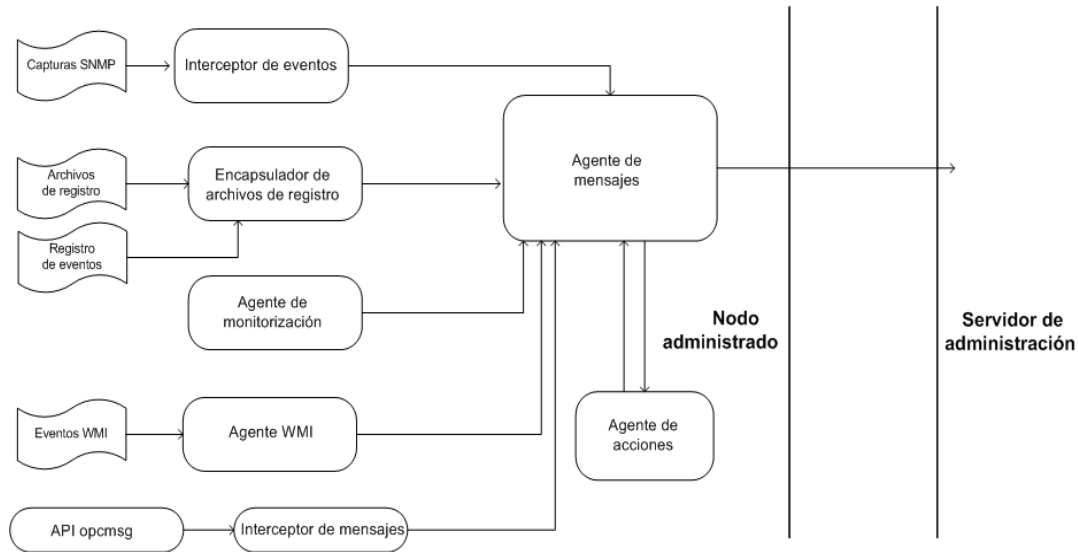 Capturas SNMP
Interceptor de eventos
Archivos
de registro
Encapsulador de
archivos de registro
Agente de
mensajes
Registro
de eventos
Agente de
monitorización
Nodo
administrado
Servidor de
administración
Eventos WMI
Agente WMI
Agente de
acciones
API opcmsg
Interceptor de mensajes